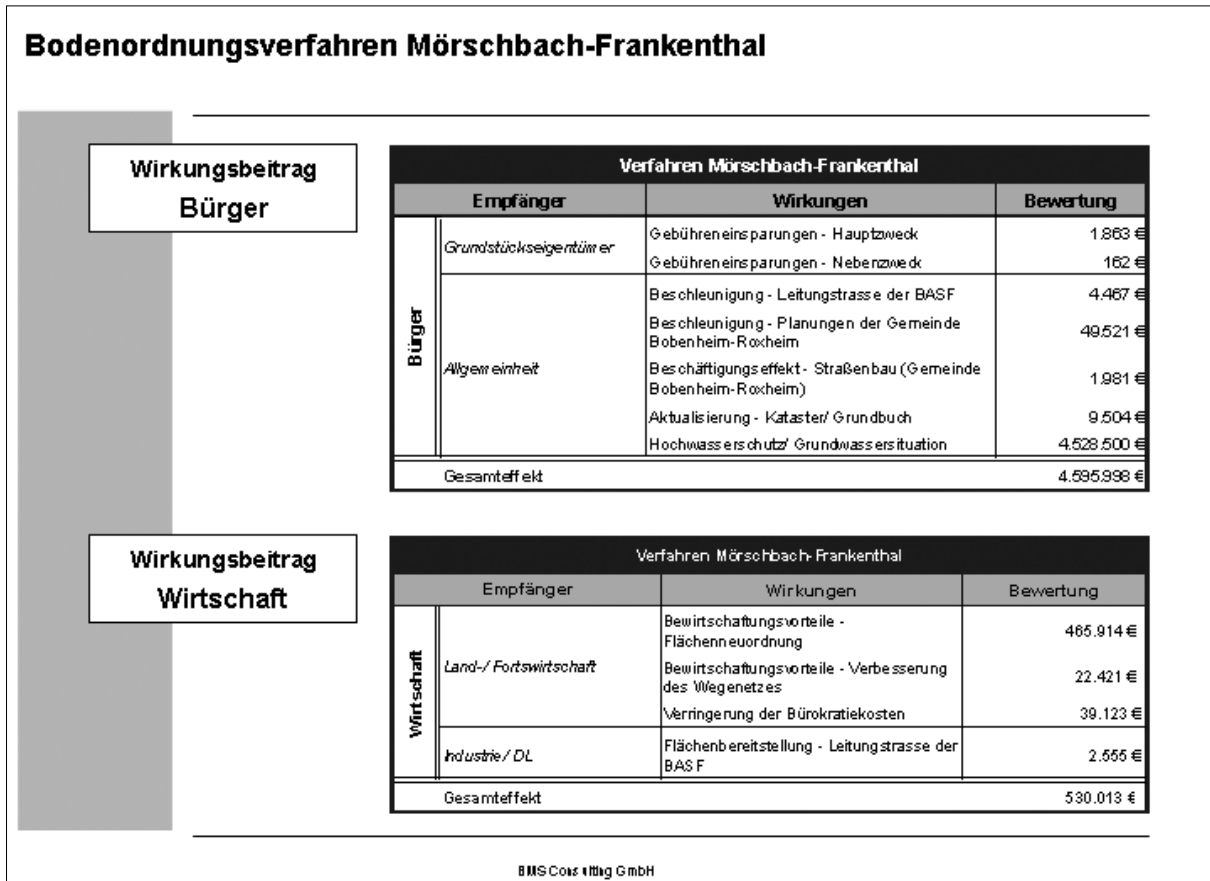 Bodenordnungsverfahren Mörschbach-Frankenthal
Wirkungsbeitrag
Bürger
Verfahren Mörschbach-Frankenthal
Empfänger Wirkungen Bewertung
Bürger
Grundstückseigentümer
Gebühreneinsparungen - Hauptzweck 1.863 €
Gebühreneinsparungen - Nebenzweck 162 €
Allgemeinheit
Beschleunigung - Leitungstrasse der BASF 4.467 €
Beschleunigung - Planungen der Gemeinde
Bobenheim-Roxheim 49.521 €
Beschäftigungseffekt - Straßenbau (Gemeinde
Bobenheim-Roxheim) 1.981 €
Aktualisierung - Kataster/ Grundbuch 9.504 €
Hochwasserschutz/ Grundwassersituation 4.528.500 €
Gesamteffekt 4.595.998 €
Wirkungsbeitrag
Wirtschaft
Verfahren Mörschbach-Frankenthal
Empfänger Wirkungen Bewertung
Wirtschaft
Land-/ Fortswirtschaft
Bewirtschaftungsvorteile -
Flächenneuordnung 465.914 €
Bewirtschaftungsvorteile - Verbesserung
des Wegenetzes 22.421 €
Verringerung der Bürokratiekosten 39.123 €
Industrie/ DL
Flächenbereitstellung - Leitungstrasse der
BASF 2.555 €
Gesamteffekt 530.013 €
BMS Consulting GmbH